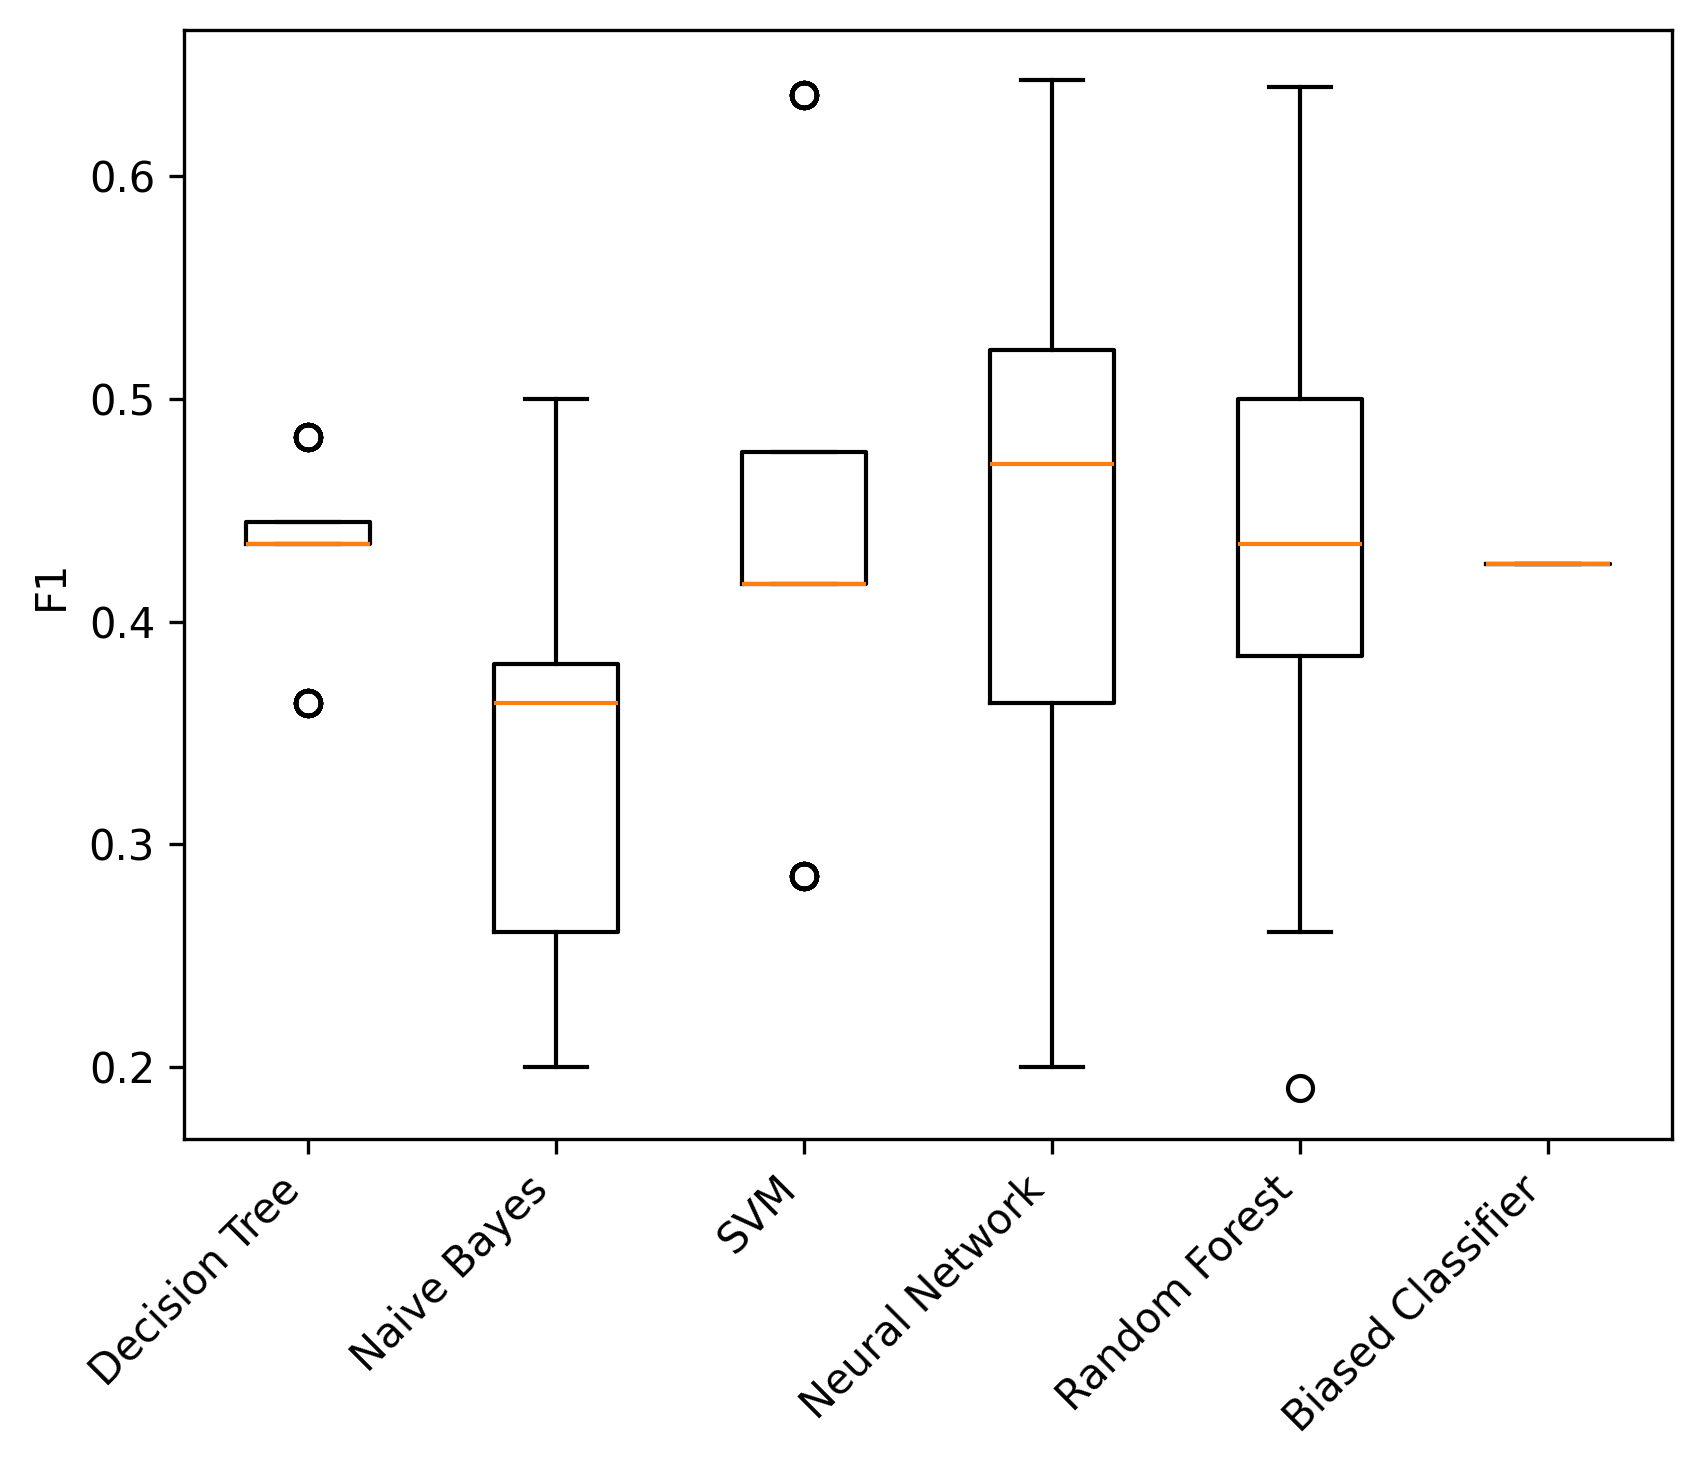 F1
0.6
0.5
0.4
0.3
0.2
Decision Tree
Naive Bayes
SVM
Neural Network
Random Forest
Biased Classifier